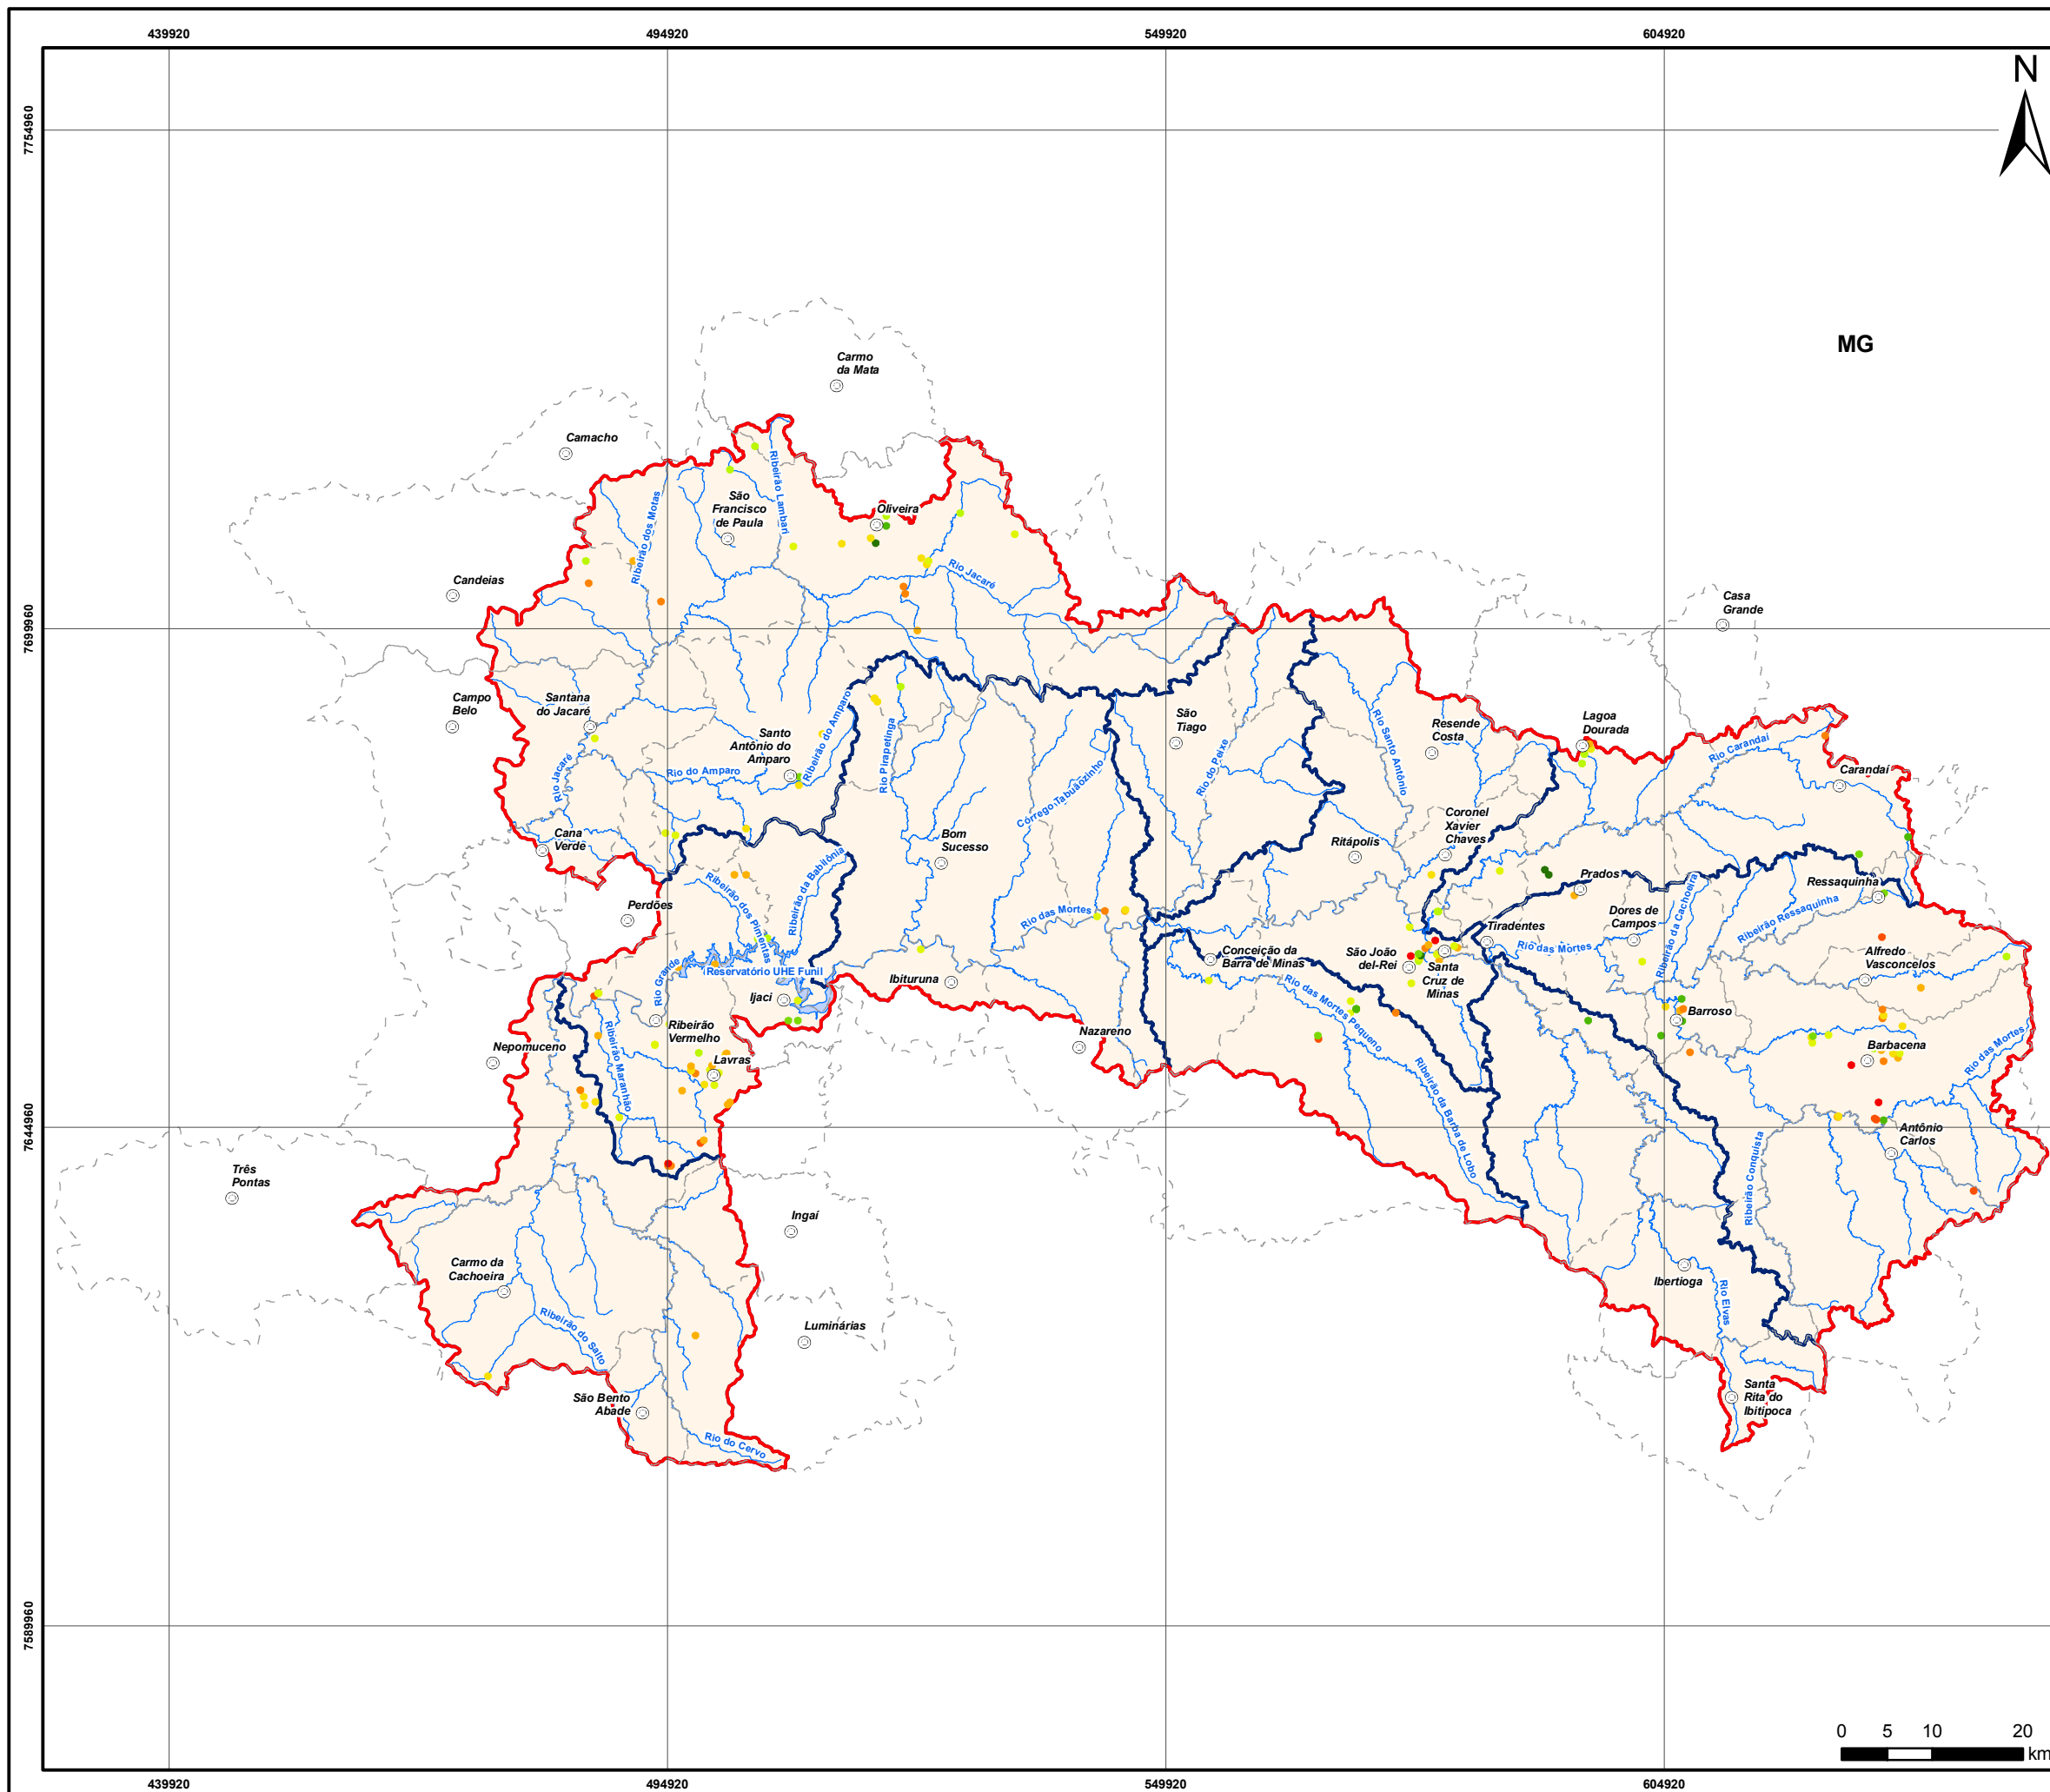 439920
494920
549920
604920
N
7754960
MG
Carmo
da Mata
Camacho
Ribeirão Lambari
Ribeirão dos Motas
São
Francisco
de Paula
Oliveira
Rio Jacaré
Candeias
Casa
Grande
7699960
Campo
Belo
Santana
do Jacaré
Santo
Antônio do
Amparo
Ribeirão do Amparo
Rio Pirapetinga
São
Tiago
Rio do Peixe
Rio Santo Antônio
Resende
Costa
Lagoa
Dourada
Rio Carandaí
Carandaí
Rio Jacaré
Rio do Amparo
Córrego Tabuãozinho
Cana
Verde
Bom
Sucesso
Ritápolis
Coronel
Xavier
Chaves
Ribeirão da Babilônia
Ribeirão dos Pimentas
Prados
Ressaquinha
Perdões
Rio das Mortes
Dores de
Campos
Ribeirão da Cachoeira
Ribeirão Ressaquinha
Tiradentes
Rio das Mortes
Conceição da
Barra de Minas
São João
del-Rei
Santa
Cruz de
Minas
Alfredo
Vasconcelos
Rio Grande
Reservatório UHE Funil
Ibituruna
Ijaci
Rio das Mortes Pequeno
Barroso
Ribeirão
Vermelho
Ribeirão Maranhão
Nazareno
Nepomuceno
Lavras
Barbacena
Rio das Mortes
Ribeirão da Barba de Lobo
7644960
Antônio
Carlos
Ribeirão Conquista
Três
Pontas
Ingaí
Carmo da
Cachoeira
Ibertioga
Rio Elvas
Ribeirão do Salto
Luminárias
São Bento
Abade
Santa
Rita do
Ibitipoca
Rio do Cervo
7589960
0 5 10 20
km
439920
494920
549920
604920